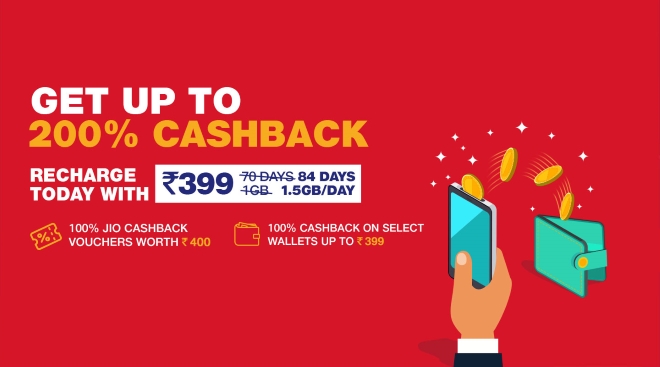 GET UP TO
200% CASHBACK
RECHARGE
TODAY WITH
₹399
70 DAYS 84 DAYS
1GB 1.5GB/DAY
100% JIO CASHBACK
VOUCHERS WORTH ₹400
100% CASHBACK ON SELECT
WALLETS UP TO ₹399